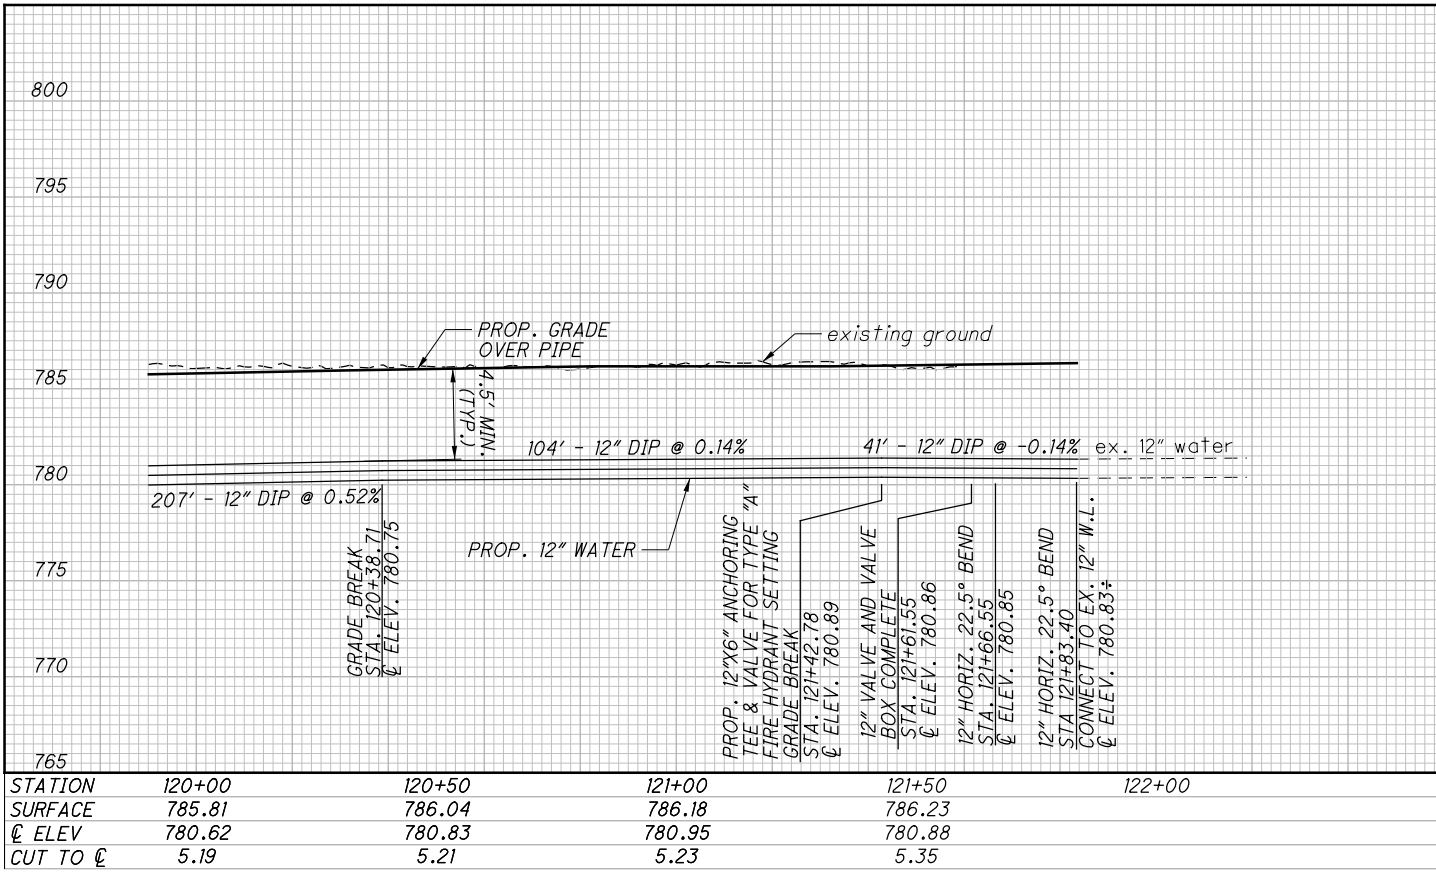 800
795
790
785
780
775
770
765
PROP. GRADE
OVER PIPE
existing ground
4.5' MIN.
(TYP.)
104' - 12" DIP @ 0.14%
41' - 12" DIP @ -0.14%
ex. 12" water
207' - 12" DIP @ 0.52%
PROP. 12" WATER
GRADE BREAK
STA. 120+38.71
℄ ELEV. 780.75
PROP. 12"X6" ANCHORING
TEE & VALVE FOR TYPE "A"
FIRE HYDRANT SETTING
GRADE BREAK
STA. 121+42.78
℄ ELEV. 780.89
12" VALVE AND VALVE
BOX COMPLETE
STA. 121+61.55
℄ ELEV. 780.86
12" HORIZ. 22.5° BEND
STA. 121+66.55
℄ ELEV. 780.85
12" HORIZ. 22.5° BEND
STA 121+83.40
CONNECT TO EX. 12" W.L.
℄ ELEV. 780.83±
STATION 120+00 120+50 121+00 121+50 122+00
SURFACE 785.81 786.04 786.18 786.23
℄ ELEV 780.62 780.83 780.95 780.88
CUT TO ℄ 5.19 5.21 5.23 5.35